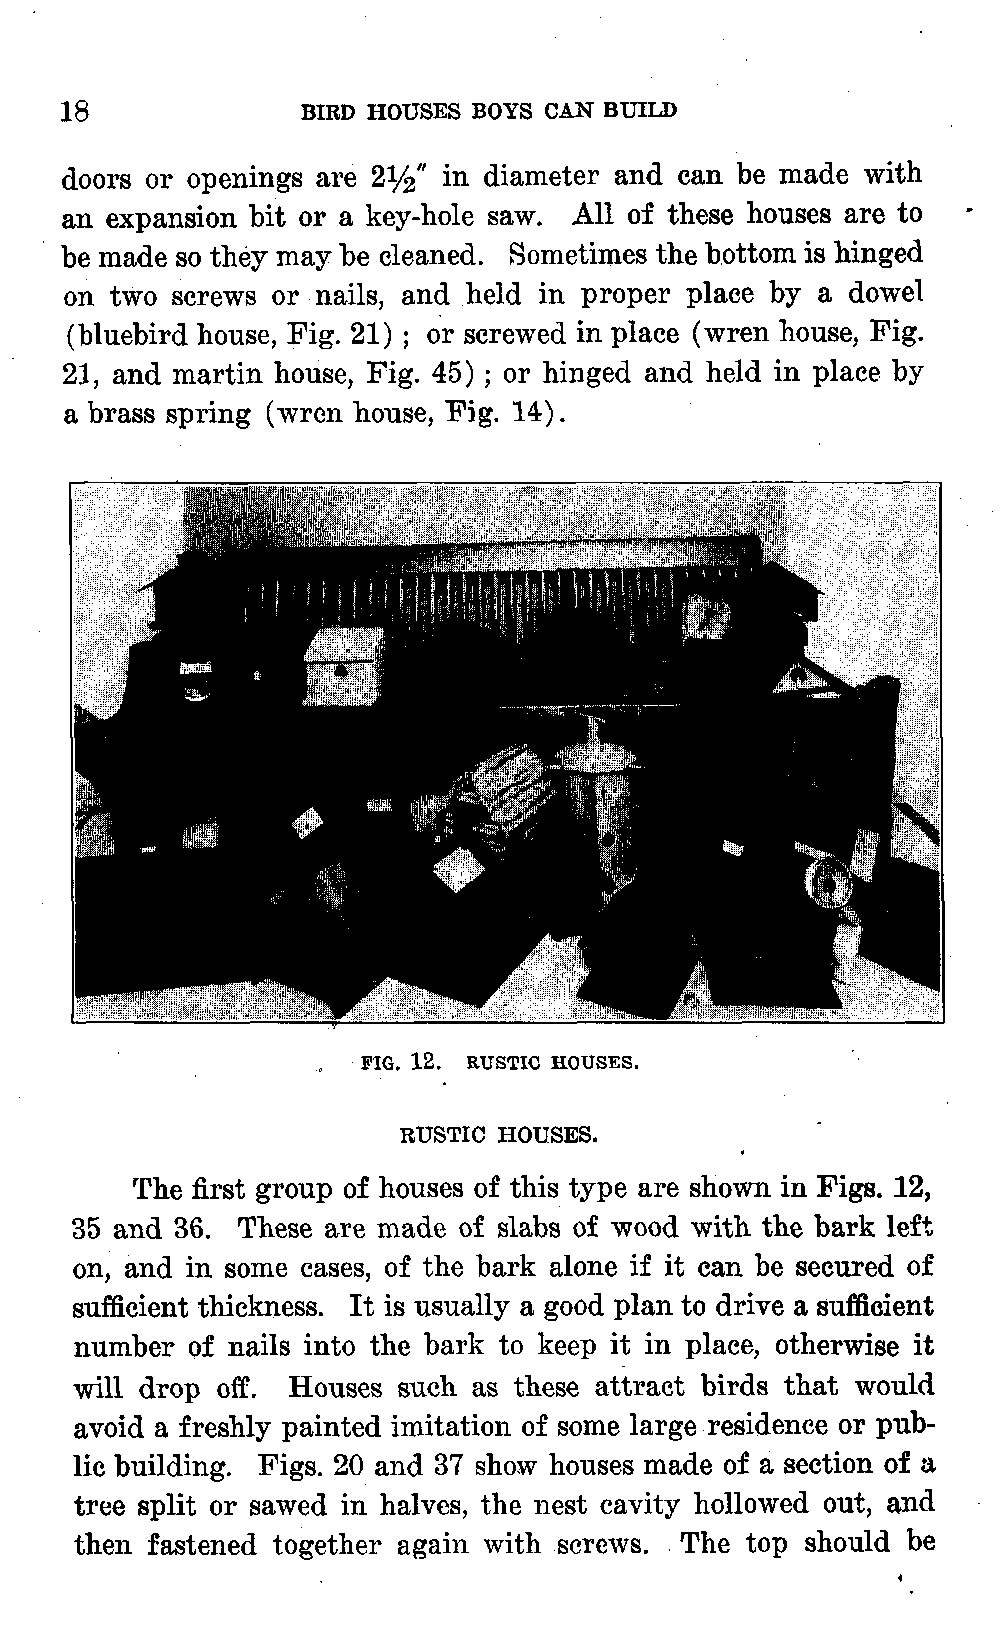 18 BIRD HOUSES BOYS CAN BUILD
doors or openings are 2½" in diameter and can be made with
an expansion bit or a key-hole saw. All of these houses are to
be made so they may be cleaned. Sometimes the bottom is hinged
on two screws or nails, and held in proper place by a dowel
(bluebird house, Fig. 21); or screwed in place (wren house, Fig.
21, and martin house, Fig. 45); or hinged and held in place by
a brass spring (wren house, Fig. 14).
FIG. 12. RUSTIC HOUSES.
RUSTIC HOUSES.
The first group of houses of this type are shown in Figs. 12,
35 and 36. These are made of slabs of wood with the bark left
on, and in some cases, of the bark alone if it can be secured of
sufficient thickness. It is usually a good plan to drive a sufficient
number of nails into the bark to keep it in place, otherwise it
will drop off. Houses such as these attract birds that would
avoid a freshly painted imitation of some large residence or pub-
lic building. Figs. 20 and 37 show houses made of a section of a
tree split or sawed in halves, the nest cavity hollowed out, and
then fastened together again with screws. The top should be